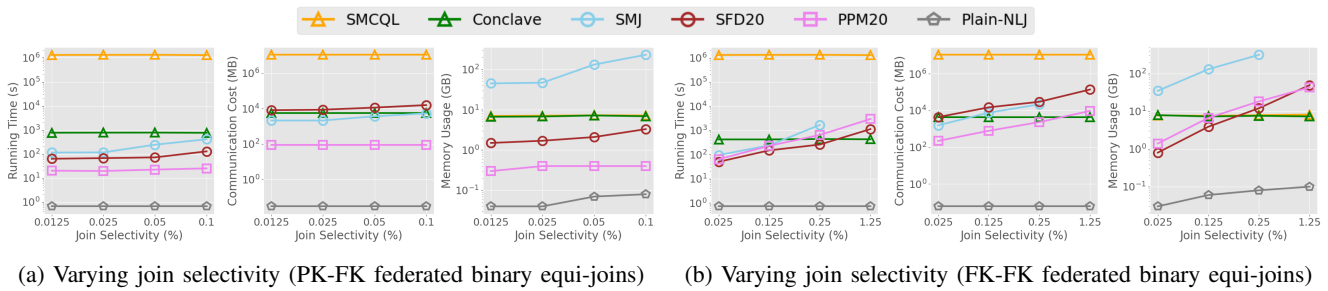 SMCQL Conclave SMJ SFD20 PPM20 Plain-NLJ
Running Time (s)
10^6
10^5
10^4
10^3
10^2
10^1
10^0
0.0125 0.025 0.05 0.1
Join Selectivity (%)
Communication Cost (MB)
10^6
10^4
10^2
10^0
0.0125 0.025 0.05 0.1
Join Selectivity (%)
Memory Usage (GB)
10^2
10^1
10^0
10^-1
0.0125 0.025 0.05 0.1
Join Selectivity (%)
Running Time (s)
10^6
10^5
10^4
10^3
10^2
10^1
10^0
0.025 0.125 0.25 1.25
Join Selectivity (%)
Communication Cost (MB)
10^6
10^4
10^2
10^0
0.025 0.125 0.25 1.25
Join Selectivity (%)
Memory Usage (GB)
10^2
10^1
10^0
10^-1
0.025 0.125 0.25 1.25
Join Selectivity (%)
(a) Varying join selectivity (PK-FK federated binary equi-joins)
(b) Varying join selectivity (FK-FK federated binary equi-joins)